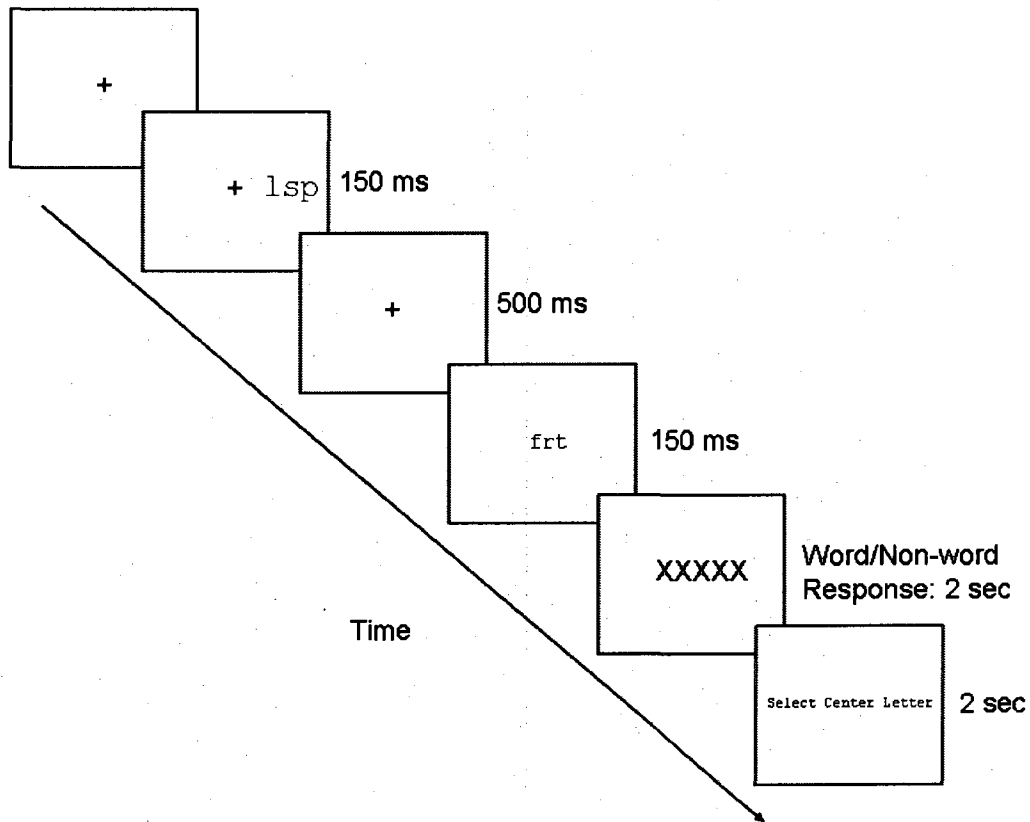 +
+ lsp
150 ms
+
500 ms
frt
150 ms
XXXXX
Word/Non-word
Response: 2 sec
Time
Select Center Letter
2 sec